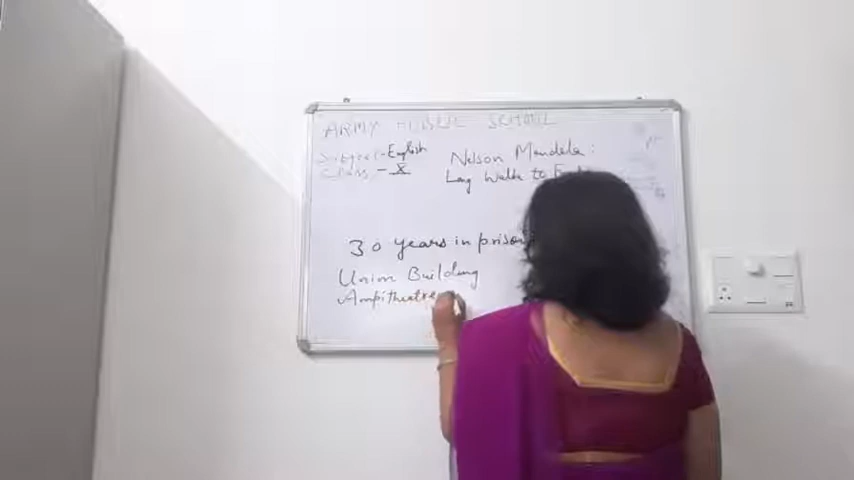 ARMY PUBLIC SCHOOL
Subject - English
Class - X
Nelson Mandela:
Long Walk to
30 years in prison
Union Building
Ampitheatre